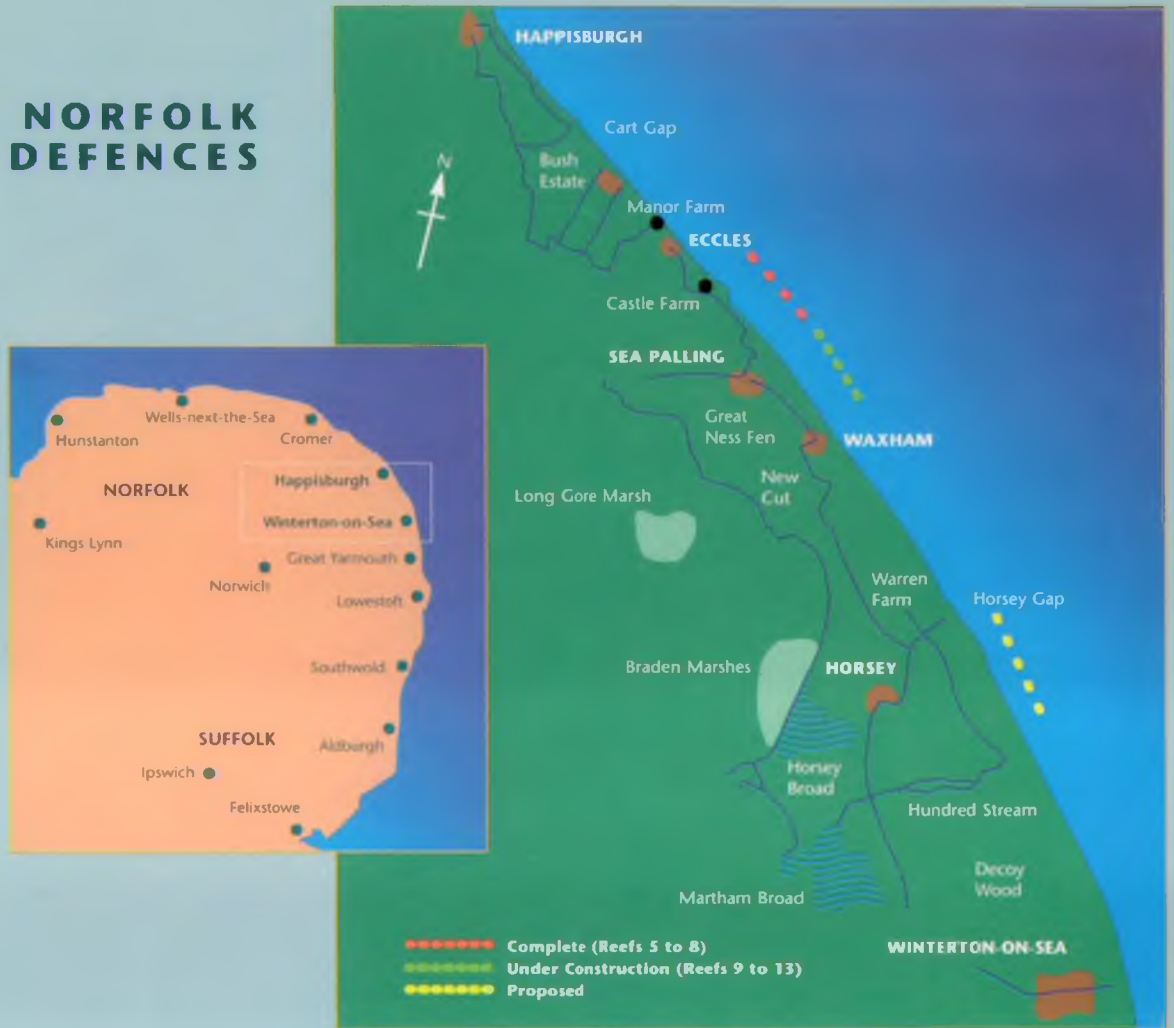 NORFOLK
DEFENCES
HAPPISBURGH
Cart Gap
N
Bush
Estate
Manor Farm
ECCLES
Castle Farm
SEA PALLING
Great
Ness Fen
WAXHAM
New
Cut
Long Gore Marsh
Warren
Farm
Horsey Gap
Braden Marshes
HORSEY
Horsey
Broad
Hundred Stream
Decoy
Wood
Martham Broad
WINTERTON-ON-SEA
Complete (Reefs 5 to 8)
Under Construction (Reefs 9 to 13)
Proposed
Wells-next-the-Sea
Hunstanton
Cromer
NORFOLK
Happisburgh
Winterton-on-Sea
Kings Lynn
Great Yarmouth
Norwich
Lowestoft
Southwold
SUFFOLK
Aldburgh
Ipswich
Felixstowe